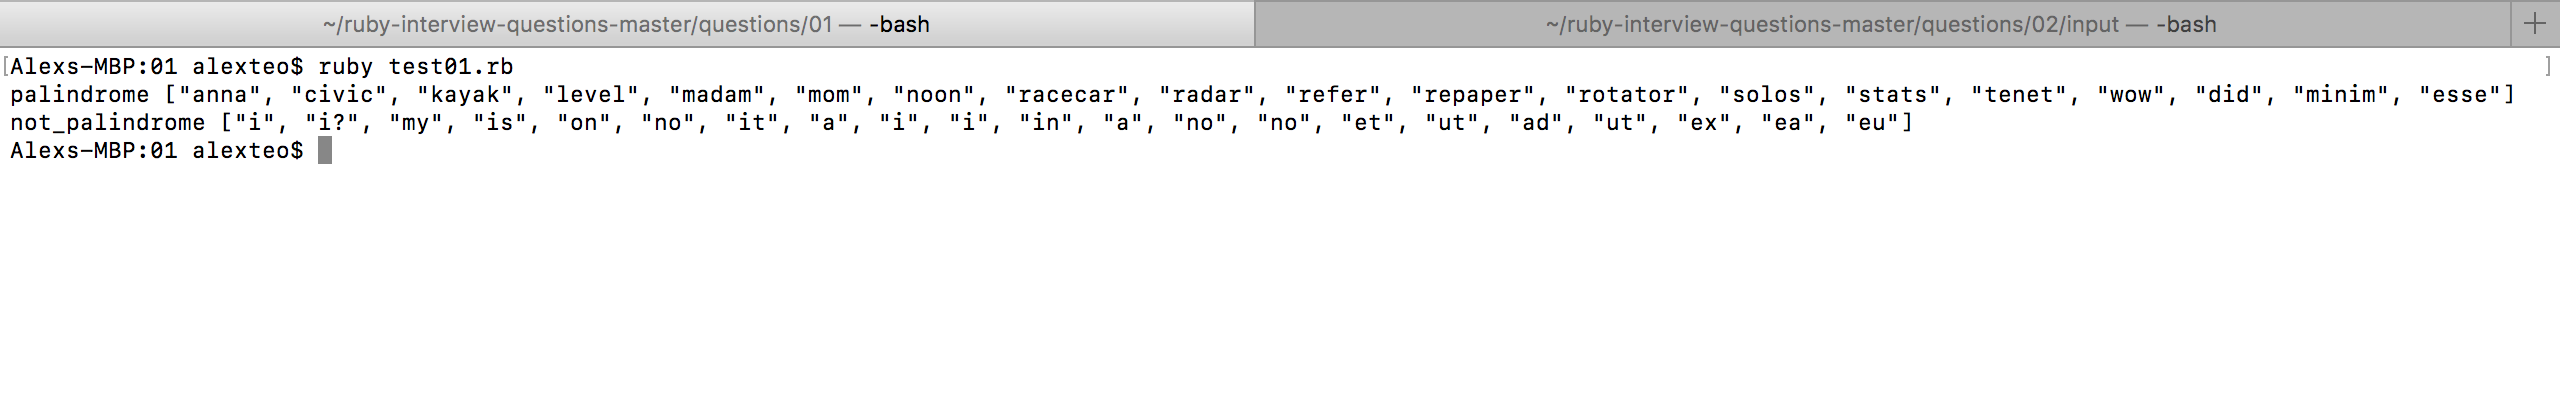 ~/ruby-interview-questions-master/questions/01 — -bash
~/ruby-interview-questions-master/questions/02/input — -bash
[Alexs-MBP:01 alexteo$ ruby test01.rb ]
palindrome ["anna", "civic", "kayak", "level", "madam", "mom", "noon", "racecar", "radar", "refer", "repaper", "rotator", "solos", "stats", "tenet", "wow", "did", "minim", "esse"]
not_palindrome ["i", "i?", "my", "is", "on", "no", "it", "a", "i", "i", "in", "a", "no", "no", "et", "ut", "ad", "ut", "ex", "ea", "eu"]
Alexs-MBP:01 alexteo$